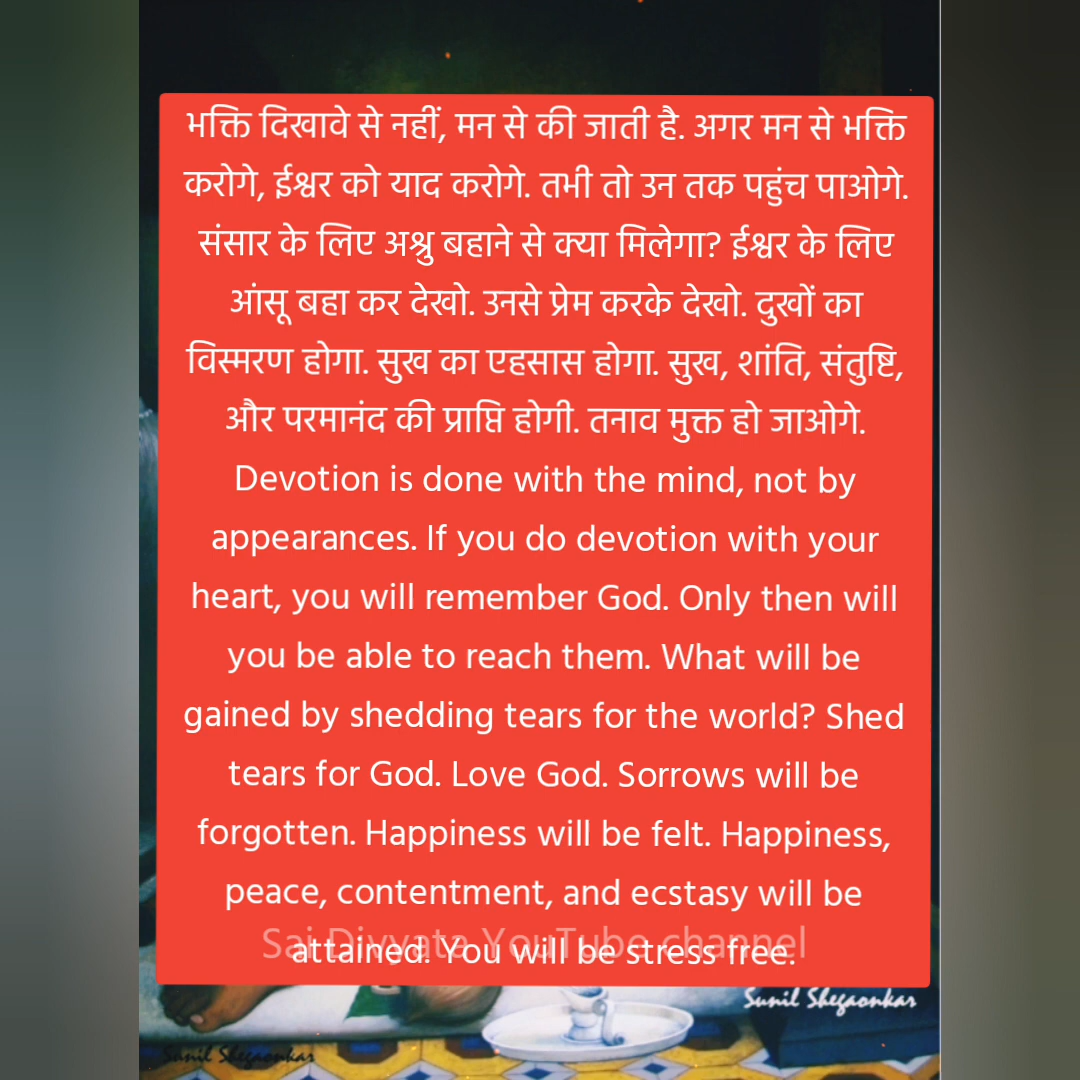 भक्ति दिखावे से नहीं, मन से की जाती है. अगर मन से भक्ति
करोगे, ईश्वर को याद करोगे. तभी तो उन तक पहुंच पाओगे.
संसार के लिए अश्रु बहाने से क्या मिलेगा? ईश्वर के लिए
आंसू बहा कर देखो. उनसे प्रेम करके देखो. दुखों का
विस्मरण होगा. सुख का एहसास होगा. सुख, शांति, संतुष्टि,
और परमानंद की प्राप्ति होगी. तनाव मुक्त हो जाओगे.
Devotion is done with the mind, not by
appearances. If you do devotion with your
heart, you will remember God. Only then will
you be able to reach them. What will be
gained by shedding tears for the world? Shed
tears for God. Love God. Sorrows will be
forgotten. Happiness will be felt. Happiness,
peace, contentment, and ecstasy will be
Sai Divyata YouTube channel
attained. You will be stress free.
Sunil Shegaonkar
Sunil Shegaonkar